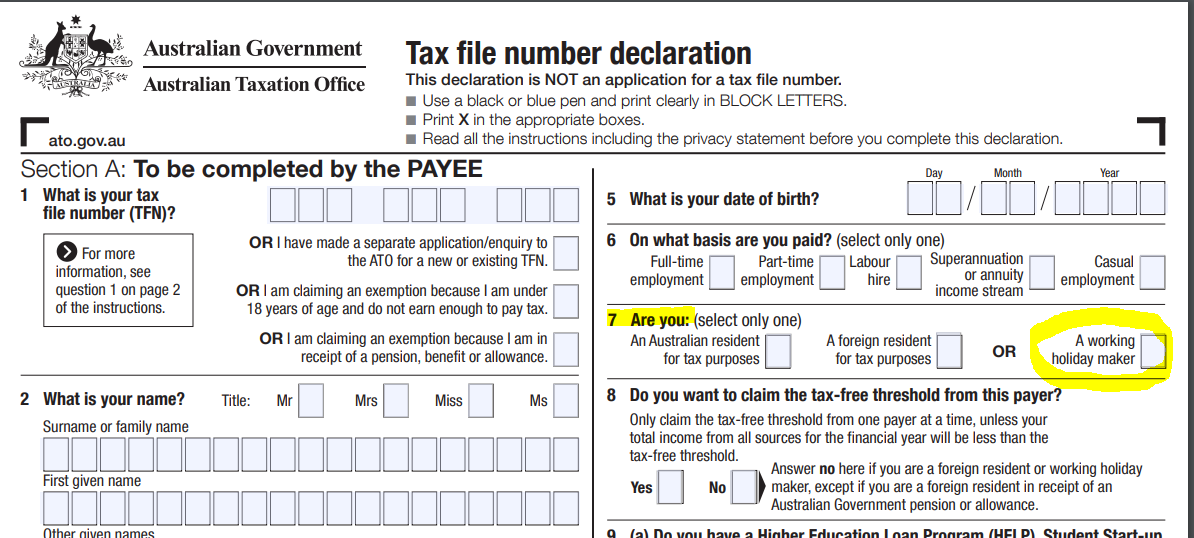 Australian Government
Australian Taxation Office
AUSTRALIA
ato.gov.au
Tax file number declaration
This declaration is NOT an application for a tax file number.
■ Use a black or blue pen and print clearly in BLOCK LETTERS.
■ Print X in the appropriate boxes.
■ Read all the instructions including the privacy statement before you complete this declaration.
Section A: To be completed by the PAYEE
1 What is your tax
file number (TFN)?
For more
information, see
question 1 on page 2
of the instructions.
OR I have made a separate application/enquiry to
the ATO for a new or existing TFN.
OR I am claiming an exemption because I am under
18 years of age and do not earn enough to pay tax.
OR I am claiming an exemption because I am in
receipt of a pension, benefit or allowance.
2 What is your name? Title: Mr Mrs Miss Ms
Surname or family name
First given name
Other given names
Day Month Year
5 What is your date of birth? / /
6 On what basis are you paid? (select only one)
Full-time
employment
Part-time
employment
Labour
hire
Superannuation
or annuity
income stream
Casual
employment
7 Are you: (select only one)
An Australian resident
for tax purposes
A foreign resident
for tax purposes
OR
A working
holiday maker
8 Do you want to claim the tax-free threshold from this payer?
Only claim the tax-free threshold from one payer at a time, unless your
total income from all sources for the financial year will be less than the
tax-free threshold.
Yes No
Answer no here if you are a foreign resident or working holiday
maker, except if you are a foreign resident in receipt of an
Australian Government pension or allowance.
9 (a) Do you have a Higher Education Loan Program (HELP), Student Start-up